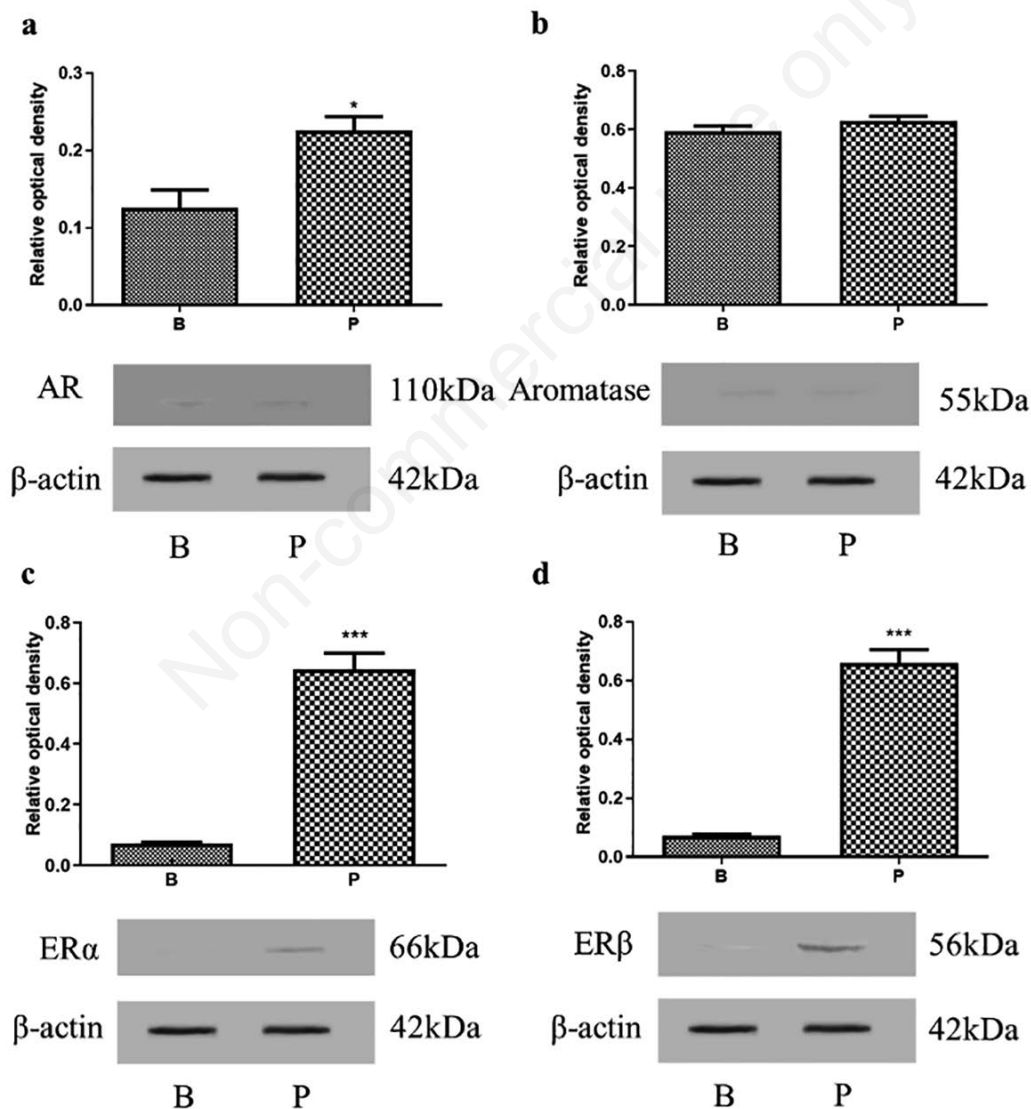 a
Relative optical density
0.3
0.2
0.1
0.0
*
B P
AR 110kDa
β-actin 42kDa
B P
b
Relative optical density
0.8
0.6
0.4
0.2
0.0
B P
Aromatase 55kDa
β-actin 42kDa
B P
c
Relative optical density
0.8
0.6
0.4
0.2
0.0
***
B P
ERα 66kDa
β-actin 42kDa
B P
d
Relative optical density
0.8
0.6
0.4
0.2
0.0
***
B P
ERβ 56kDa
β-actin 42kDa
B P
Non-commercial use only